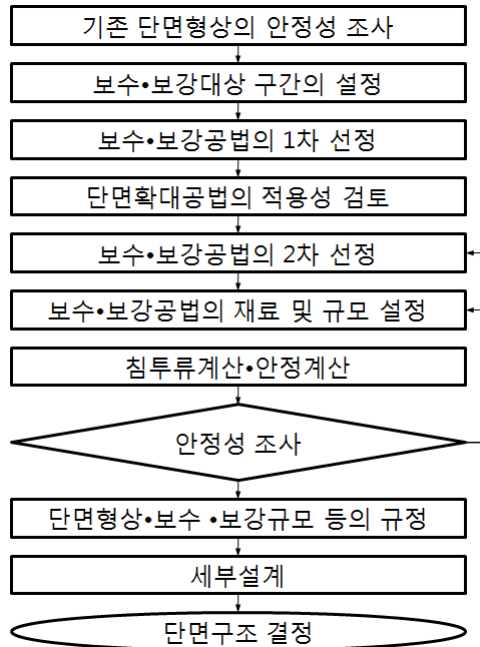 기존 단면형상의 안정성 조사
보수•보강대상 구간의 설정
보수•보강공법의 1차 선정
단면확대공법의 적용성 검토
보수•보강공법의 2차 선정
보수•보강공법의 재료 및 규모 설정
침투류계산•안정계산
안정성 조사
단면형상•보수 •보강규모 등의 규정
세부설계
단면구조 결정